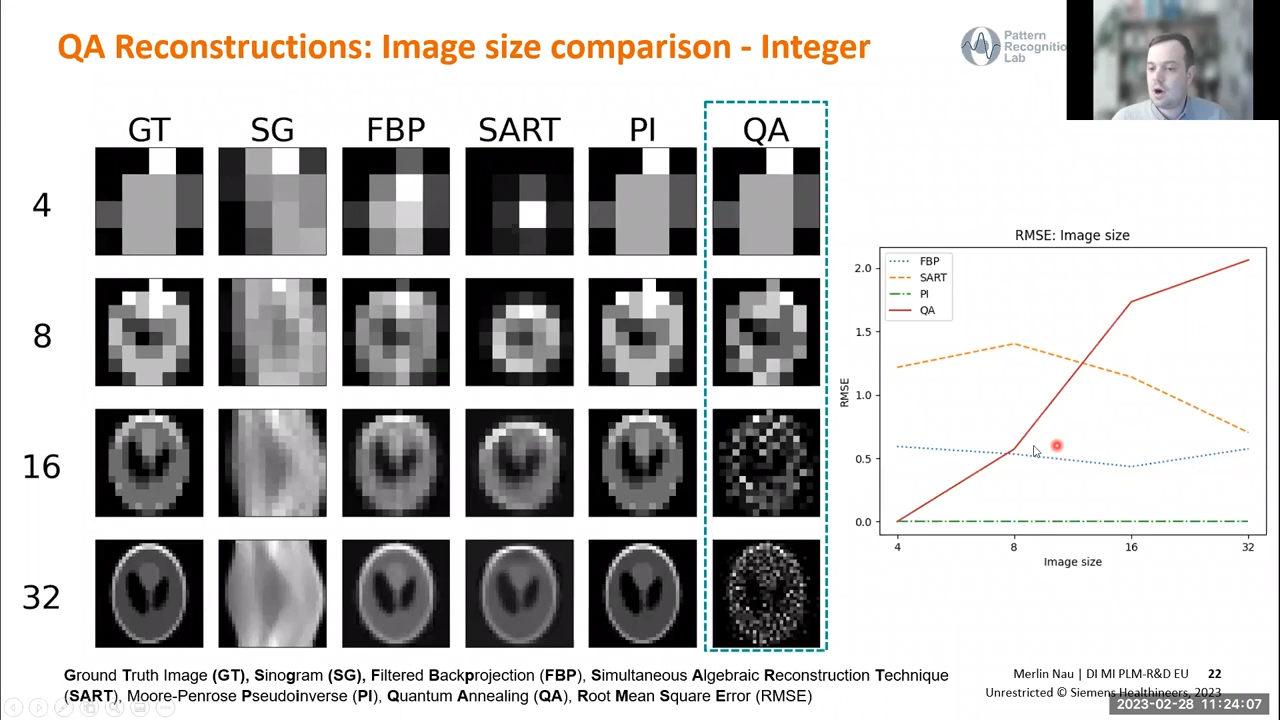 QA Reconstructions: Image size comparison - Integer
Pattern
Recognitio
Lab
GT SG FBP SART PI QA
4
8
16
32
RMSE: Image size
FBP
SART
PI
QA
2.0
1.5
1.0
0.5
0.0
RMSE
4 8 16 32
Image size
Ground Truth Image (GT), Sinogram (SG), Filtered Backprojection (FBP), Simultaneous Algebraic Reconstruction Technique
(SART), Moore-Penrose Pseudoinverse (PI), Quantum Annealing (QA), Root Mean Square Error (RMSE)
Merlin Nau | DI MI PLM-R&D EU 22
Unrestricted © Siemens Healthineers, 2023
2023-02-28 11:24:07